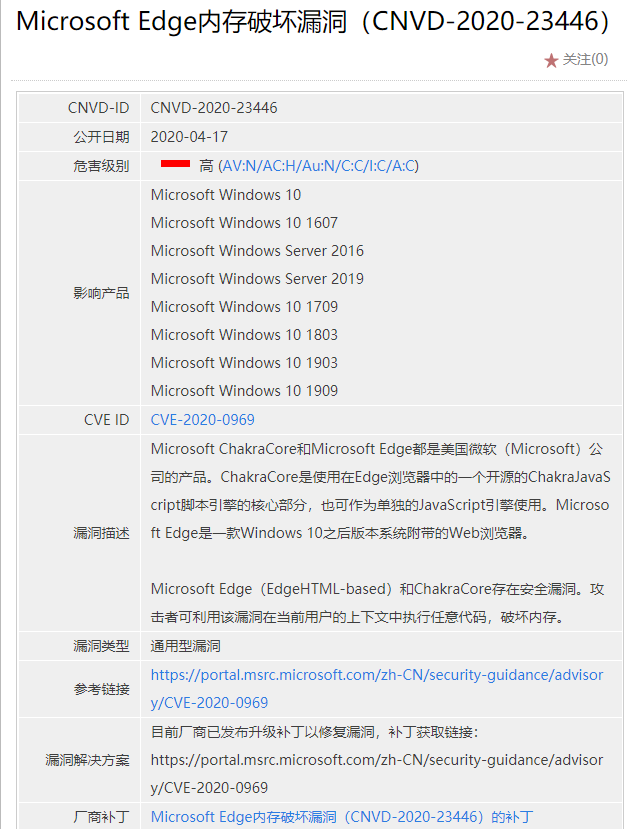 Microsoft Edge内存破坏漏洞（CNVD-2020-23446）
关注(0)
CNVD-ID CNVD-2020-23446
公开日期 2020-04-17
危害级别 高 (AV:N/AC:H/Au:N/C:C/I:C/A:C)
影响产品
Microsoft Windows 10
Microsoft Windows 10 1607
Microsoft Windows Server 2016
Microsoft Windows Server 2019
Microsoft Windows 10 1709
Microsoft Windows 10 1803
Microsoft Windows 10 1903
Microsoft Windows 10 1909
CVE ID CVE-2020-0969
漏洞描述
Microsoft ChakraCore和Microsoft Edge都是美国微软（Microsoft）公
司的产品。ChakraCore是使用在Edge浏览器中的一个开源的ChakraJavaS
cript脚本引擎的核心部分，也可作为单独的JavaScript引擎使用。Microso
ft Edge是一款Windows 10之后版本系统附带的Web浏览器。
Microsoft Edge（EdgeHTML-based）和ChakraCore存在安全漏洞。攻
击者可利用该漏洞在当前用户的上下文中执行任意代码，破坏内存。
漏洞类型 通用型漏洞
参考链接
https://portal.msrc.microsoft.com/zh-CN/security-guidance/advisor
y/CVE-2020-0969
漏洞解决方案
目前厂商已发布升级补丁以修复漏洞，补丁获取链接：
https://portal.msrc.microsoft.com/zh-CN/security-guidance/advisor
y/CVE-2020-0969
厂商补丁 Microsoft Edge内存破坏漏洞（CNVD-2020-23446）的补丁